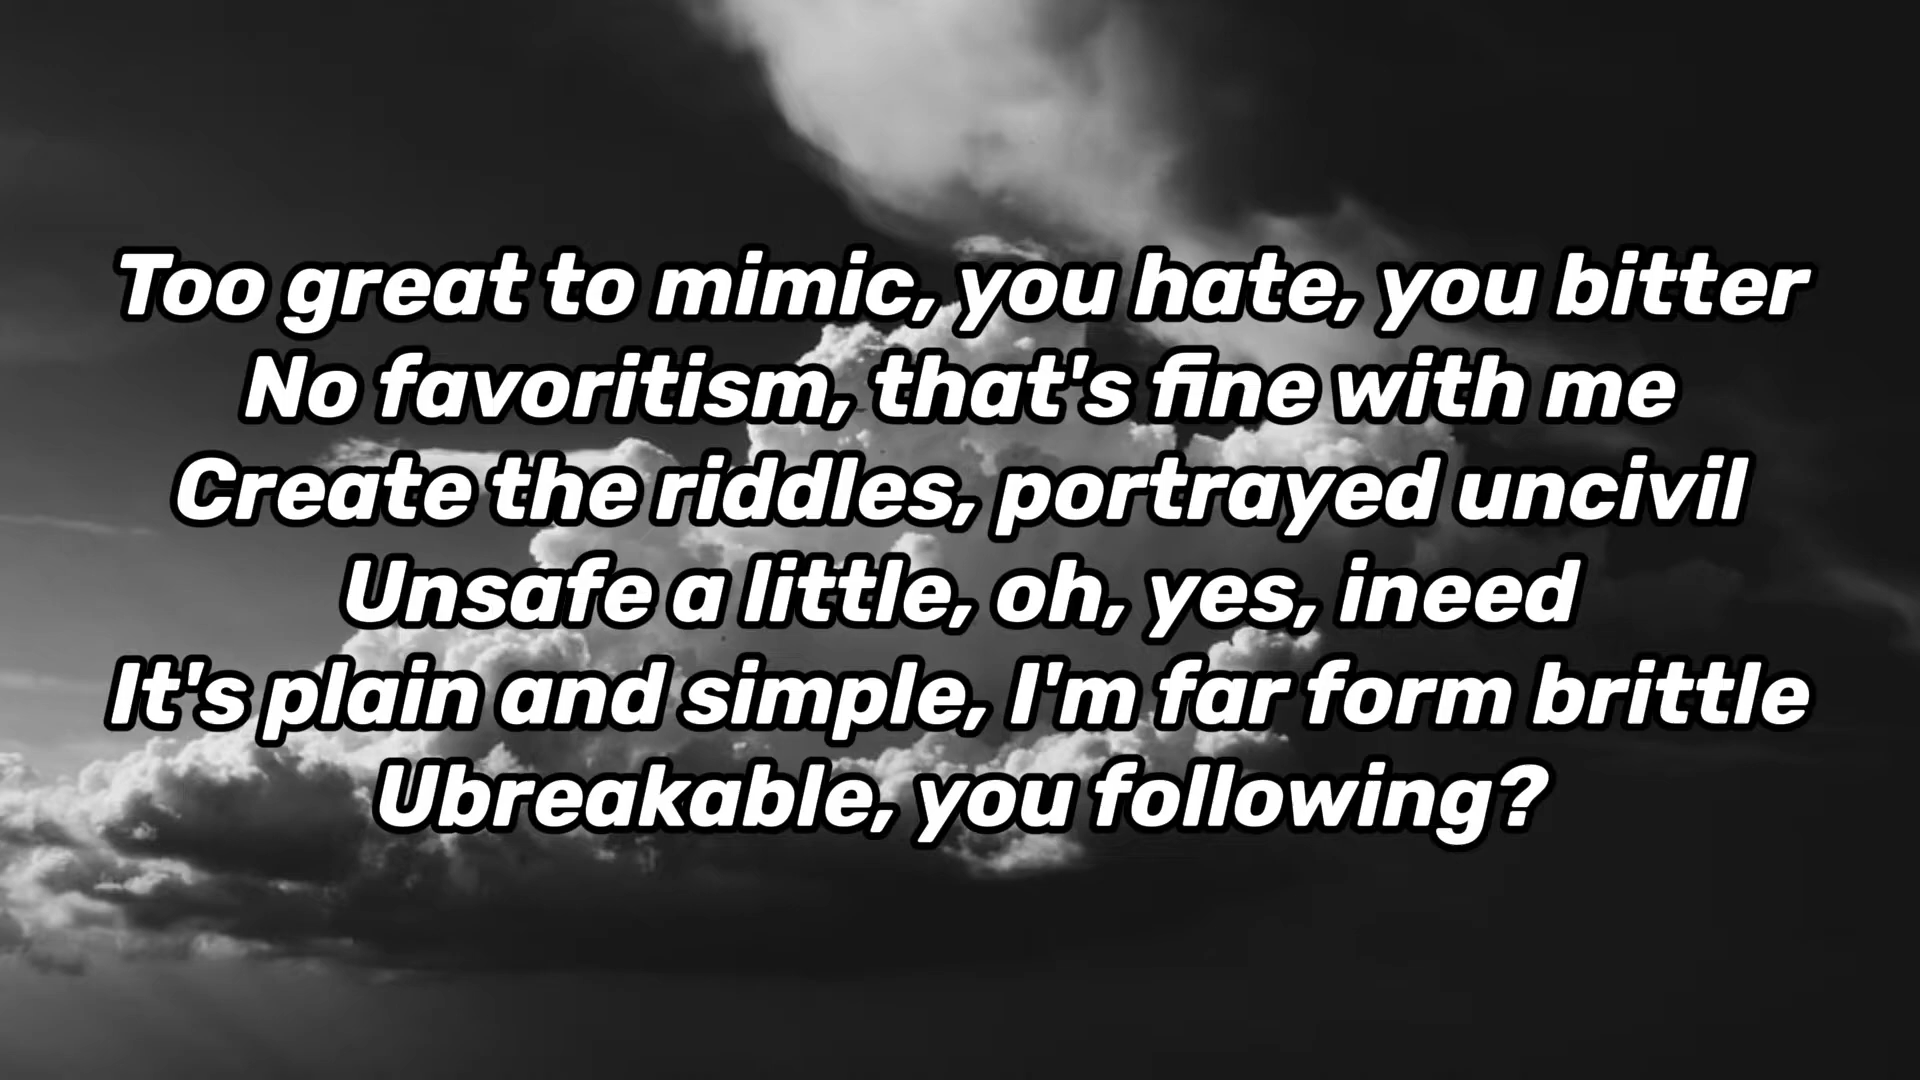 Too great to mimic, you hate, you bitter
No favoritism, that's fine with me
Create the riddles, portrayed uncivil
Unsafe a little, oh, yes, ineed
It's plain and simple, I'm far form brittle
Ubreakable, you following?